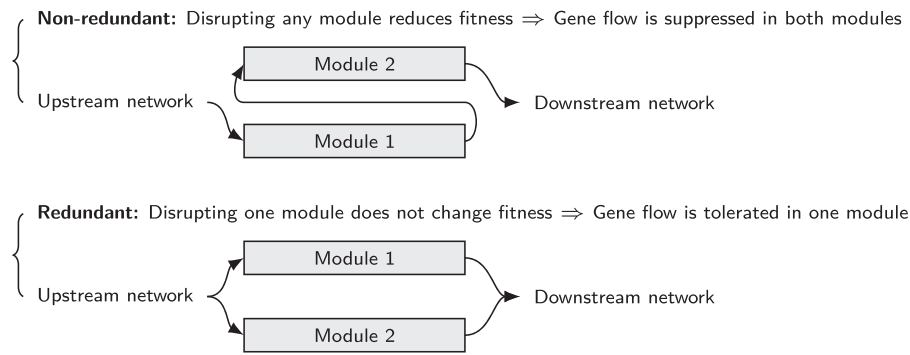 Non-redundant: Disrupting any module reduces fitness ⇒ Gene flow is suppressed in both modules
Module 2
Upstream network
Downstream network
Module 1
Redundant: Disrupting one module does not change fitness ⇒ Gene flow is tolerated in one module
Module 1
Upstream network
Downstream network
Module 2